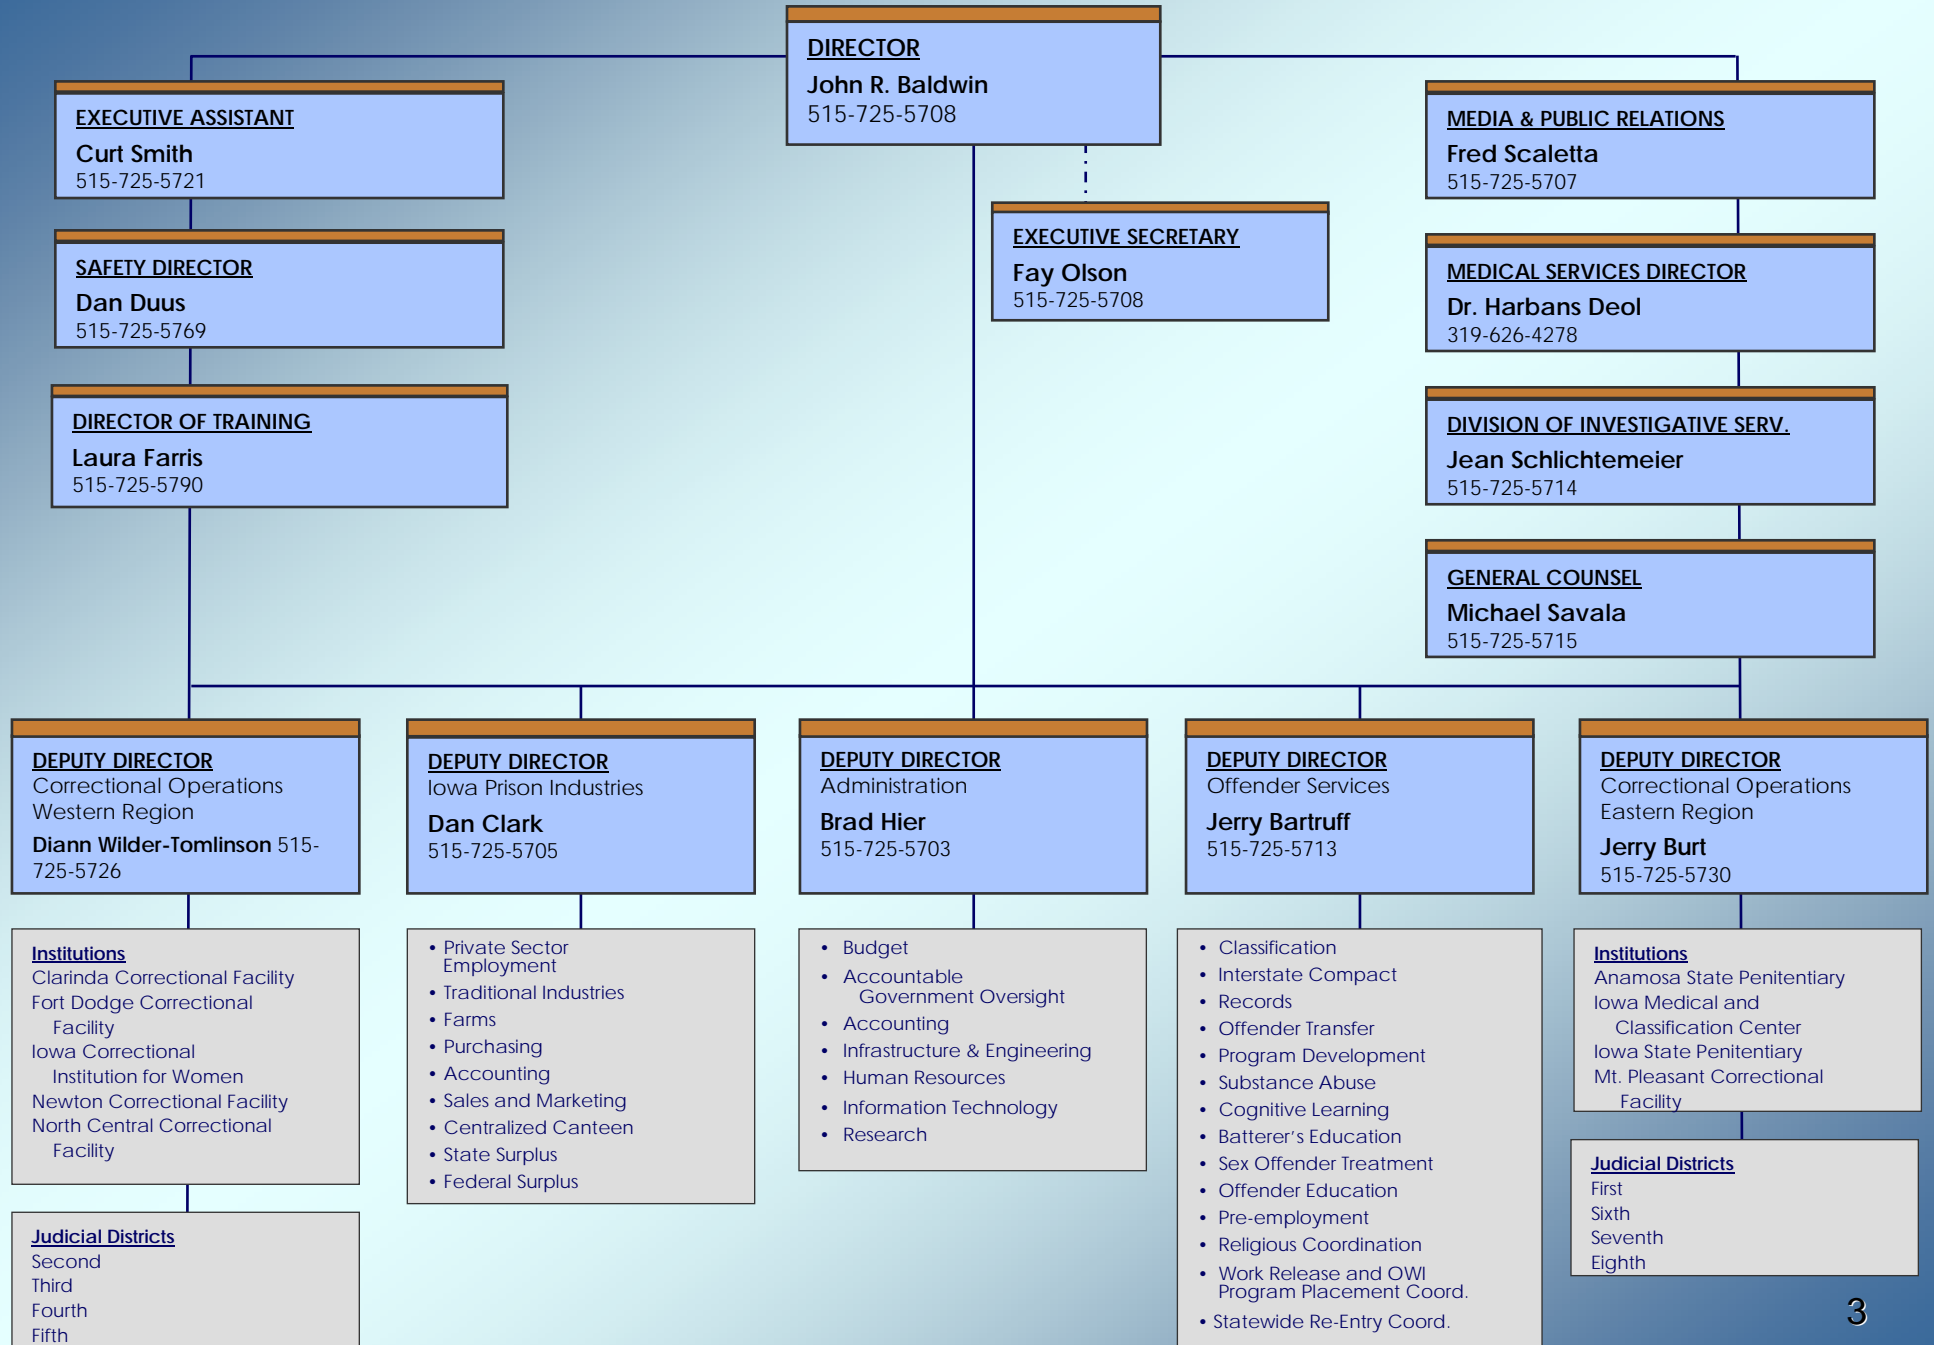 DIRECTOR
John R. Baldwin
515-725-5708
EXECUTIVE ASSISTANT
Curt Smith
515-725-5721
SAFETY DIRECTOR
Dan Duus
515-725-5769
DIRECTOR OF TRAINING
Laura Farris
515-725-5790
EXECUTIVE SECRETARY
Fay Olson
515-725-5708
MEDIA & PUBLIC RELATIONS
Fred Scaletta
515-725-5707
MEDICAL SERVICES DIRECTOR
Dr. Harbans Deol
319-626-4278
DIVISION OF INVESTIGATIVE SERV.
Jean Schlichtemeier
515-725-5714
GENERAL COUNSEL
Michael Savala
515-725-5715
DEPUTY DIRECTOR
Correctional Operations
Western Region
Diann Wilder-Tomlinson 515-
725-5726
Institutions
Clarinda Correctional Facility
Fort Dodge Correctional
Facility
Iowa Correctional
Institution for Women
Newton Correctional Facility
North Central Correctional
Facility
Judicial Districts
Second
Third
Fourth
Fifth
DEPUTY DIRECTOR
Iowa Prison Industries
Dan Clark
515-725-5705
• Private Sector
Employment
• Traditional Industries
• Farms
• Purchasing
• Accounting
• Sales and Marketing
• Centralized Canteen
• State Surplus
• Federal Surplus
DEPUTY DIRECTOR
Administration
Brad Hier
515-725-5703
• Budget
• Accountable
Government Oversight
• Accounting
• Infrastructure & Engineering
• Human Resources
• Information Technology
• Research
DEPUTY DIRECTOR
Offender Services
Jerry Bartruff
515-725-5713
• Classification
• Interstate Compact
• Records
• Offender Transfer
• Program Development
• Substance Abuse
• Cognitive Learning
• Batterer's Education
• Sex Offender Treatment
• Offender Education
• Pre-employment
• Religious Coordination
• Work Release and OWI
Program Placement Coord.
• Statewide Re-Entry Coord.
DEPUTY DIRECTOR
Correctional Operations
Eastern Region
Jerry Burt
515-725-5730
Institutions
Anamosa State Penitentiary
Iowa Medical and
Classification Center
Iowa State Penitentiary
Mt. Pleasant Correctional
Facility
Judicial Districts
First
Sixth
Seventh
Eighth
3